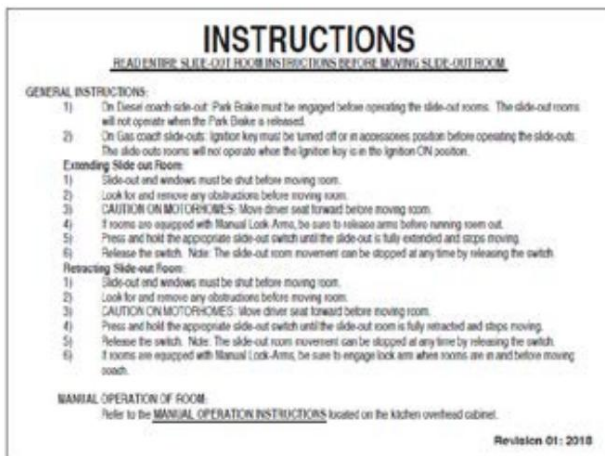 INSTRUCTIONS
READ ENTIRE SLIDE-OUT ROOM INSTRUCTIONS BEFORE MOVING SLIDE-OUT ROOM
GENERAL INSTRUCTIONS:
1) On Diesel coach side-out: Park Brake must be engaged before operating the slide-out rooms. The slide-out rooms
will not operate when the Park Brake is released.
2) On Gas coach slide-outs: Ignition key must be turned off or in accessories position before operating the slide-outs.
The slide outs rooms will not operate when the Ignition key is in the Ignition ON position.
Extending Slide out Room:
1) Slide-out end windows must be shut before moving room.
2) Look for and remove any obstructions before moving room.
3) CAUTION ON MOTORHOMES: Move driver seat forward before moving room.
4) If rooms are equipped with Manual Lock-Arms, be sure to release arms before running room out.
5) Press and hold the appropriate slide-out switch until the slide-out is fully extended and stops moving.
6) Release the switch. Note: The slide-out room movement can be stopped at any time by releasing the switch.
Retracting Slide-out Room:
1) Slide-out end windows must be shut before moving room.
2) Look for and remove any obstructions before moving room.
3) CAUTION ON MOTORHOMES: Move driver seat forward before moving room.
4) Press and hold the appropriate slide-out switch until the slide-out room is fully retracted and stops moving.
5) Release the switch. Note: The slide-out room movement can be stopped at any time by releasing the switch.
6) If rooms are equipped with Manual Lock-Arms, be sure to engage lock arm when rooms are in and before moving
coach.
MANUAL OPERATION OF ROOM:
Refer to the MANUAL OPERATION INSTRUCTIONS located on the kitchen overhead cabinet.
Revision 01: 2018